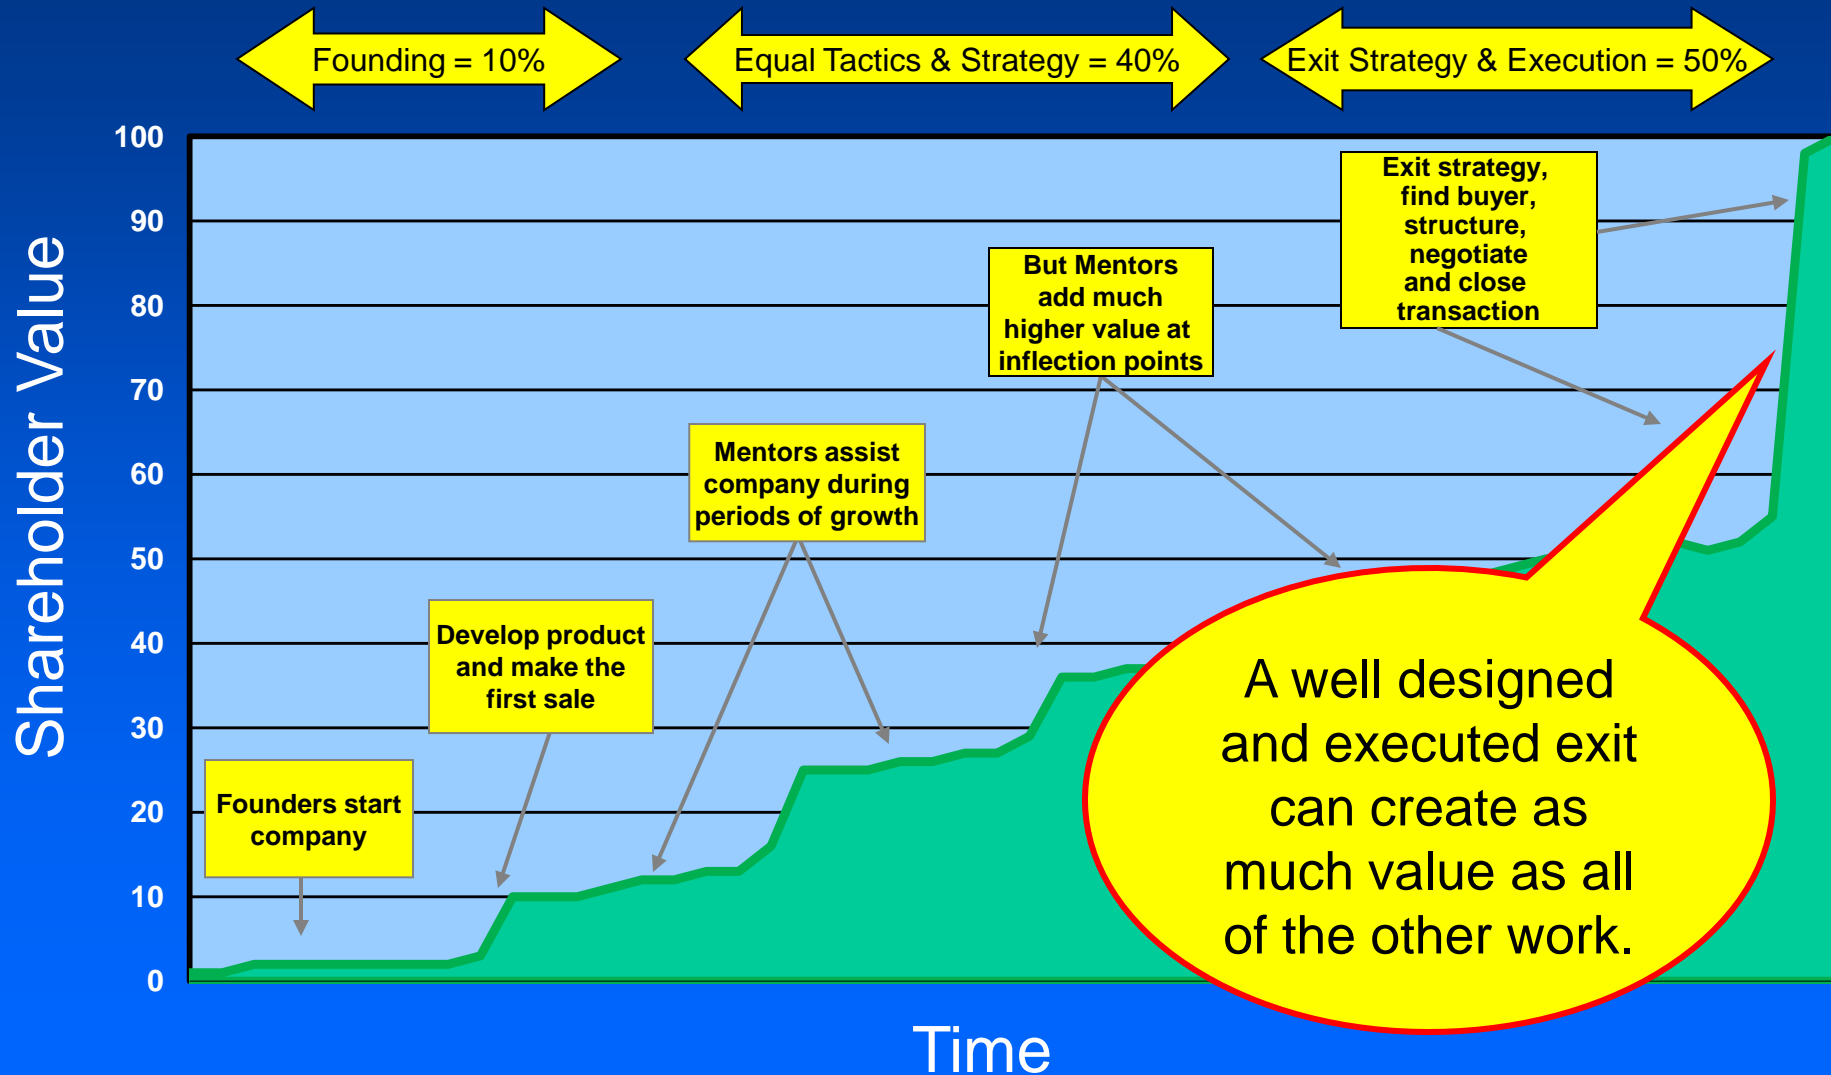 Founding = 10%
Equal Tactics & Strategy = 40%
Exit Strategy & Execution = 50%
Shareholder Value
100
90
80
70
60
50
40
30
20
10
0
Founders start
company
Develop product
and make the
first sale
Mentors assist
company during
periods of growth
But Mentors
add much
higher value at
inflection points
Exit strategy,
find buyer,
structure,
negotiate
and close
transaction
A well designed
and executed exit
can create as
much value as all
of the other work.
Time